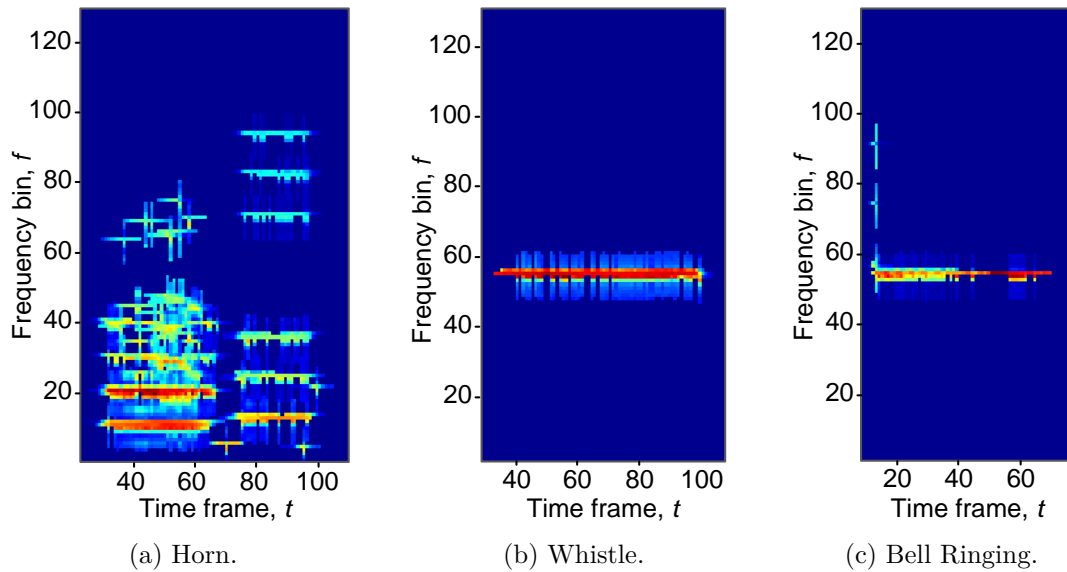 120
100
80
60
40
20
Frequency bin, f
40 60 80 100
Time frame, t
(a) Horn.
120
100
80
60
40
20
Frequency bin, f
40 60 80 100
Time frame, t
(b) Whistle.
120
100
80
60
40
20
Frequency bin, f
20 40 60
Time frame, t
(c) Bell Ringing.